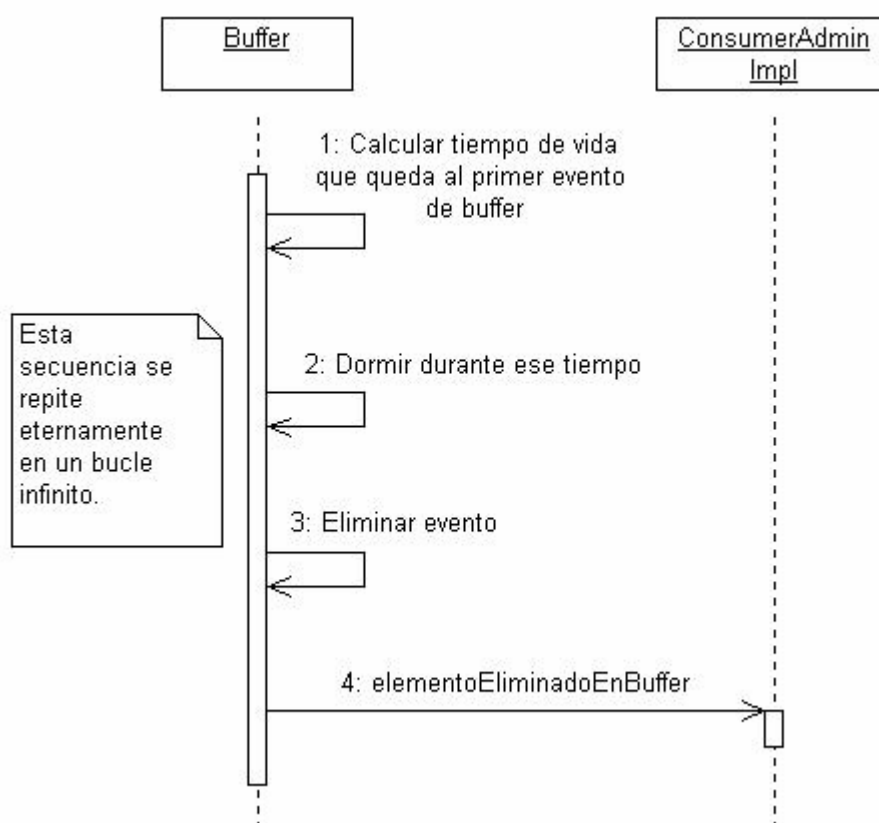 Buffer
ConsumerAdmin
Impl
1: Calcular tiempo de vida
que queda al primer evento
de buffer
Esta
secuencia se
repite
eternamente
en un bucle
infinito.
2: Dormir durante ese tiempo
3: Eliminar evento
4: elementoEliminadoEnBuffer